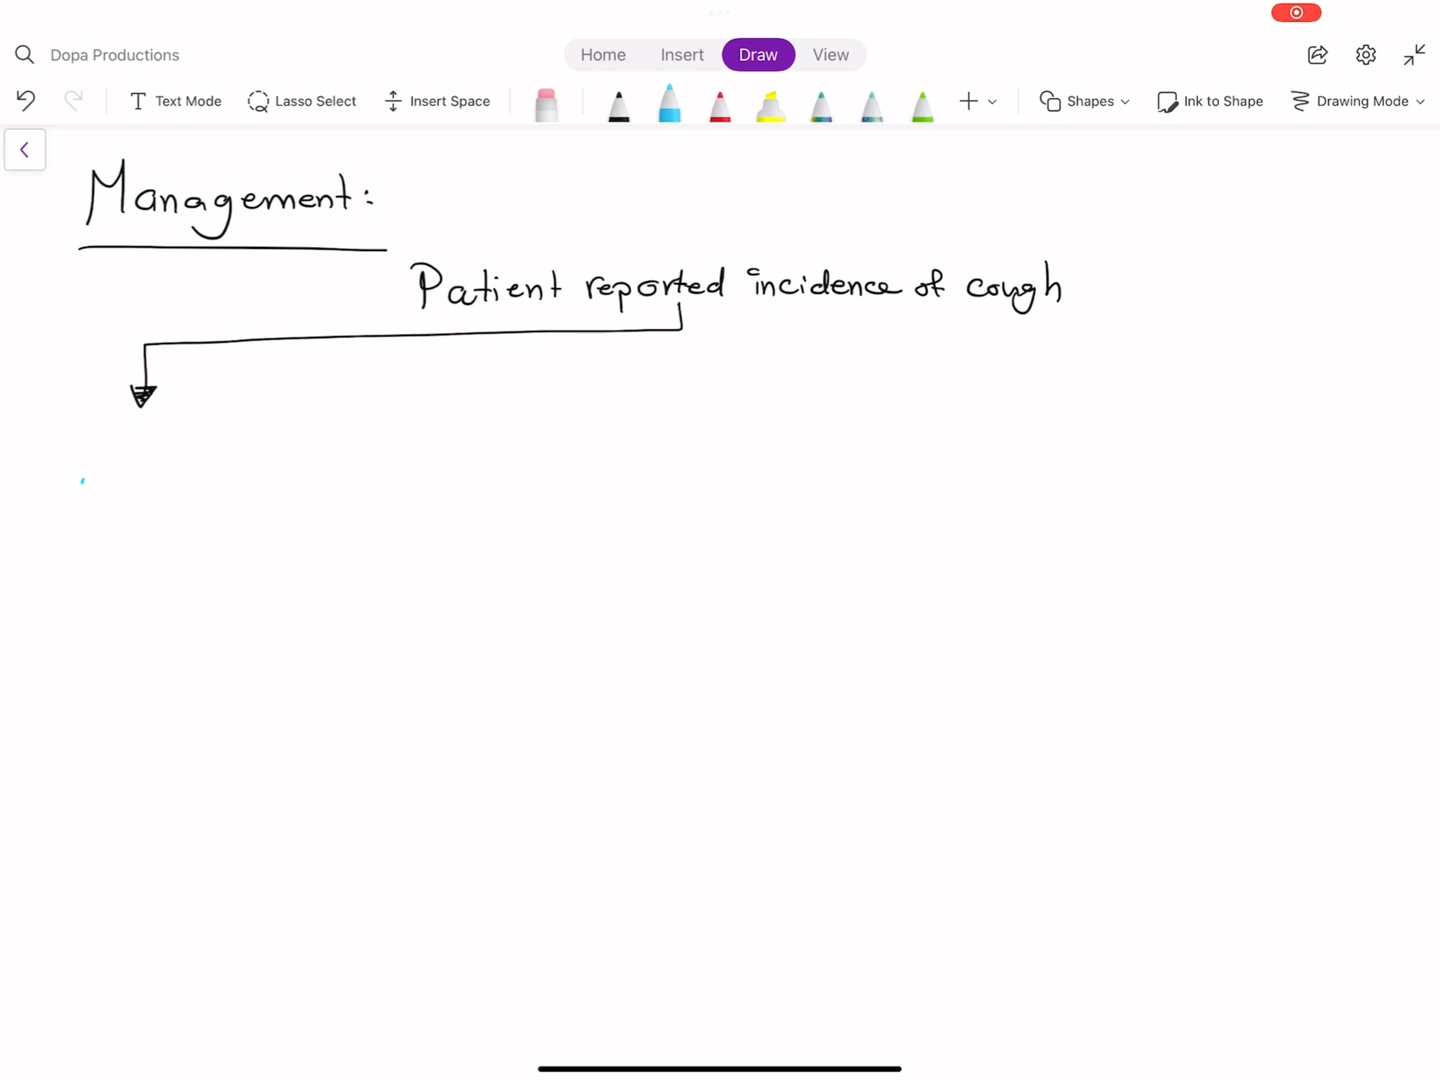 Dopa Productions
Home Insert Draw View
Text Mode Lasso Select Insert Space Shapes Ink to Shape Drawing Mode
Management:
Patient reported incidence of cough